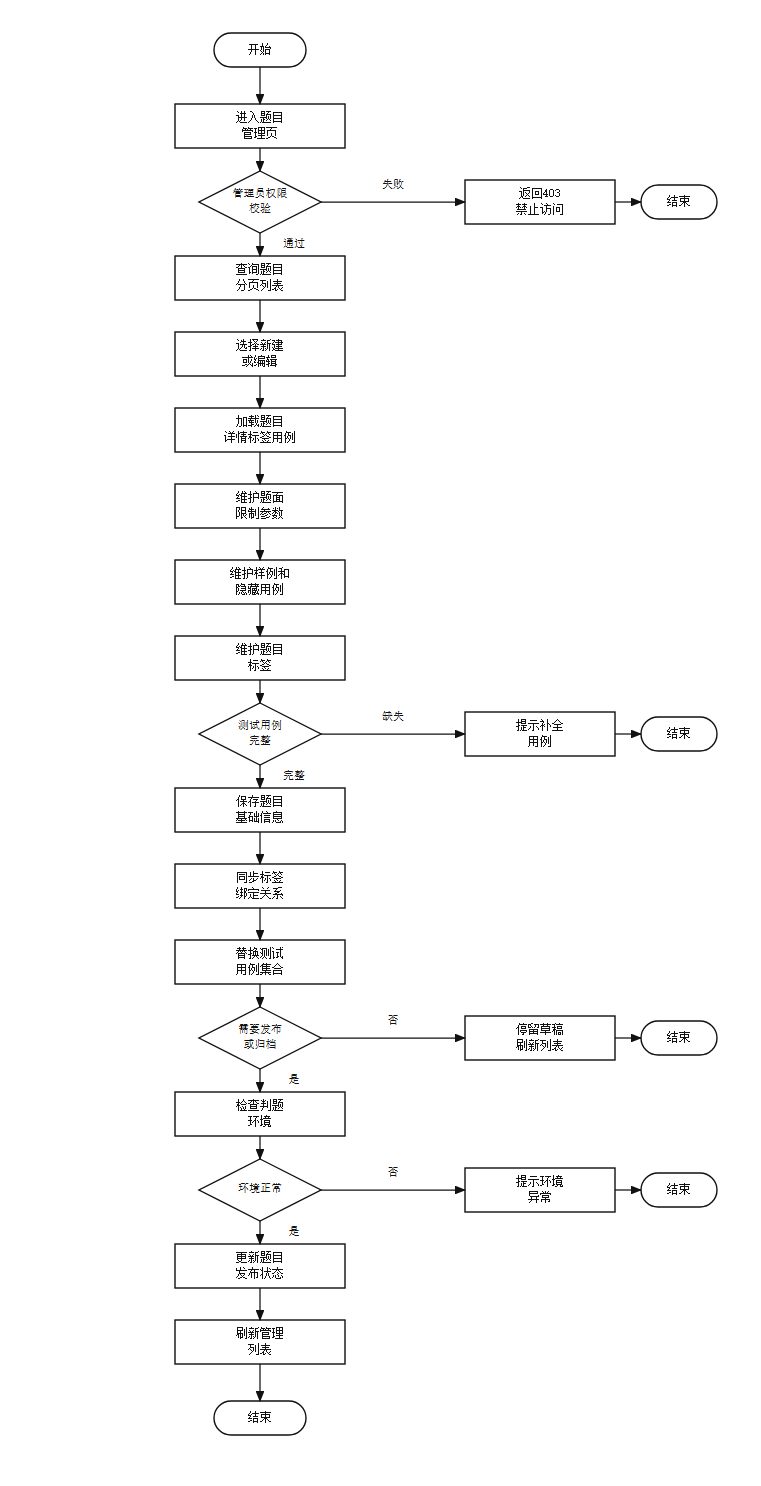 开始
进入题目
管理页
管理员权限
校验
失败
返回403
禁止访问
结束
通过
查询题目
分页列表
选择新建
或编辑
加载题目
详情标签用例
维护题面
限制参数
维护样例和
隐藏用例
维护题目
标签
测试用例
完整
缺失
提示补全
用例
结束
完整
保存题目
基础信息
同步标签
绑定关系
替换测试
用例集合
需要发布
或归档
否
停留草稿
刷新列表
结束
是
检查判题
环境
环境正常
否
提示环境
异常
结束
是
更新题目
发布状态
刷新管理
列表
结束